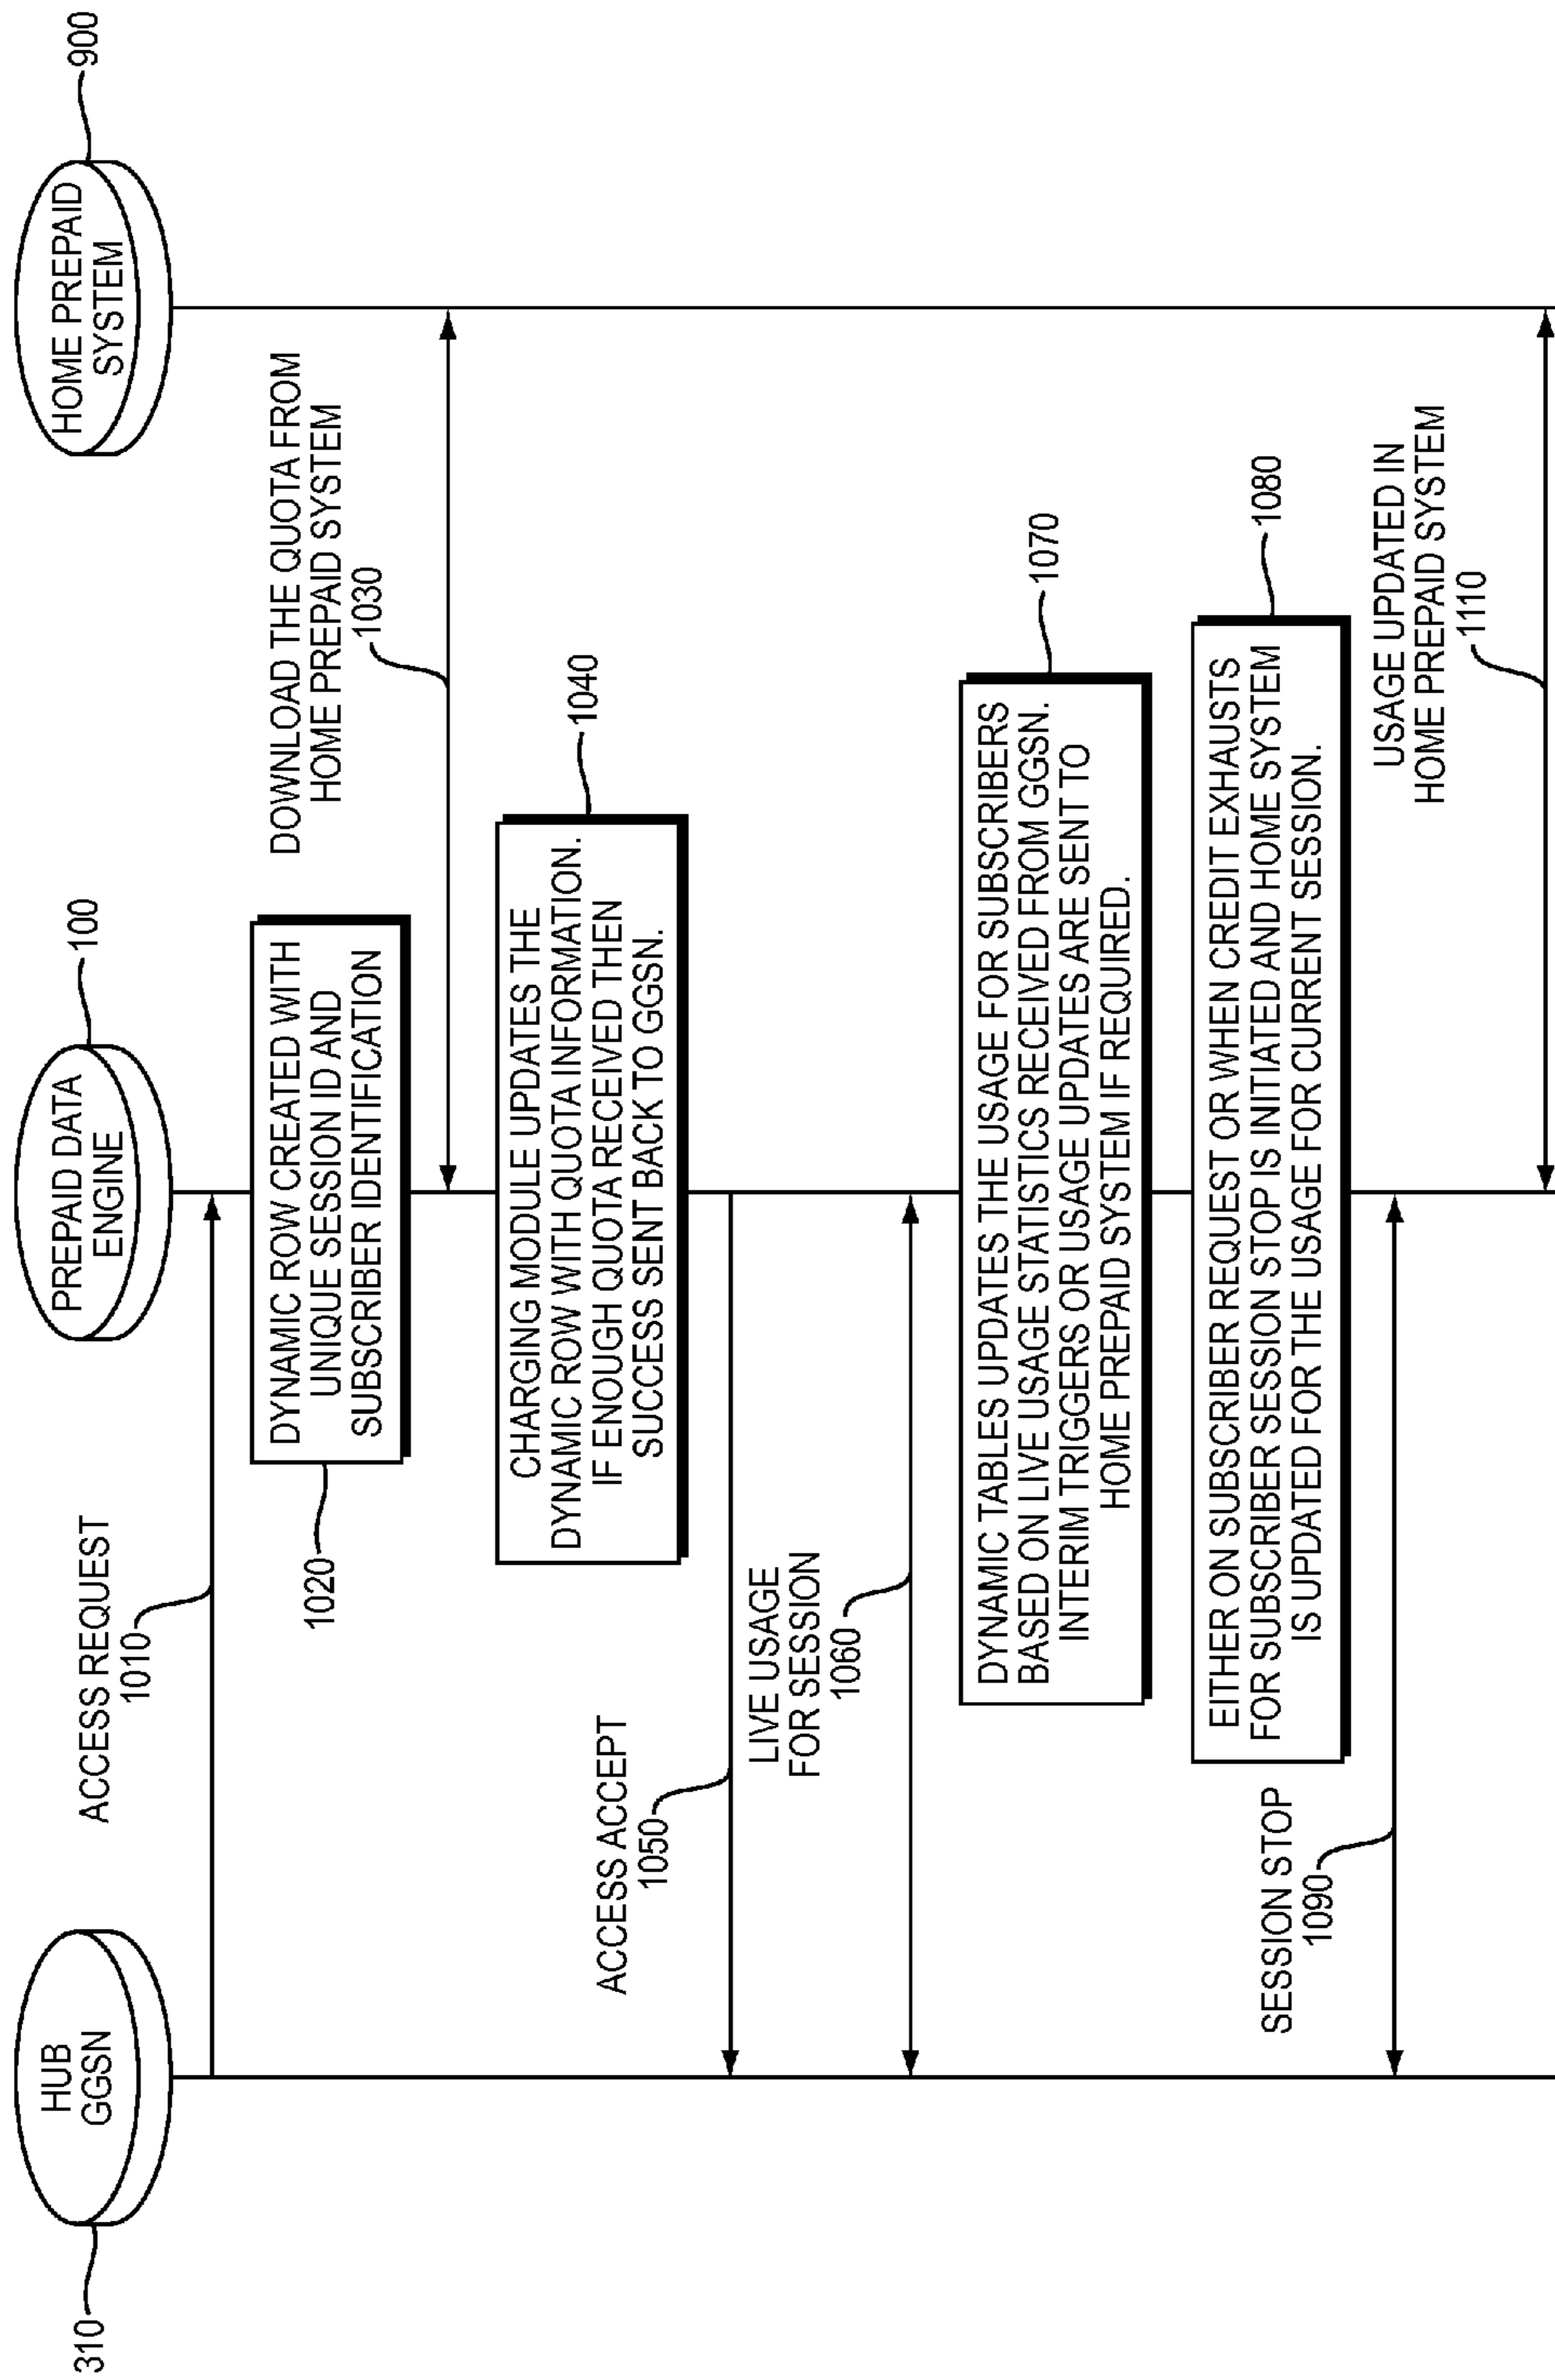 HUB
GGSN
310
PREPAID DATA
ENGINE
100
HOME PREPAID
SYSTEM
900
ACCESS REQUEST
1010
DYNAMIC ROW CREATED WITH
UNIQUE SESSION ID AND
SUBSCRIBER IDENTIFICATION
1020
DOWNLOAD THE QUOTA FROM
HOME PREPAID SYSTEM
1030
CHARGING MODULE UPDATES THE
DYNAMIC ROW WITH QUOTA INFORMATION.
IF ENOUGH QUOTA RECEIVED THEN
SUCCESS SENT BACK TO GGSN.
1040
ACCESS ACCEPT
1050
LIVE USAGE
FOR SESSION
1060
DYNAMIC TABLES UPDATES THE USAGE FOR SUBSCRIBERS
BASED ON LIVE USAGE STATISTICS RECEIVED FROM GGSN.
INTERIM TRIGGERS OR USAGE UPDATES ARE SENT TO
HOME PREPAID SYSTEM IF REQUIRED.
1070
EITHER ON SUBSCRIBER REQUEST OR WHEN CREDIT EXHAUSTS
FOR SUBSCRIBER SESSION STOP IS INITIATED AND HOME SYSTEM
IS UPDATED FOR THE USAGE FOR CURRENT SESSION.
1080
SESSION STOP
1090
USAGE UPDATED IN
HOME PREPAID SYSTEM
1110